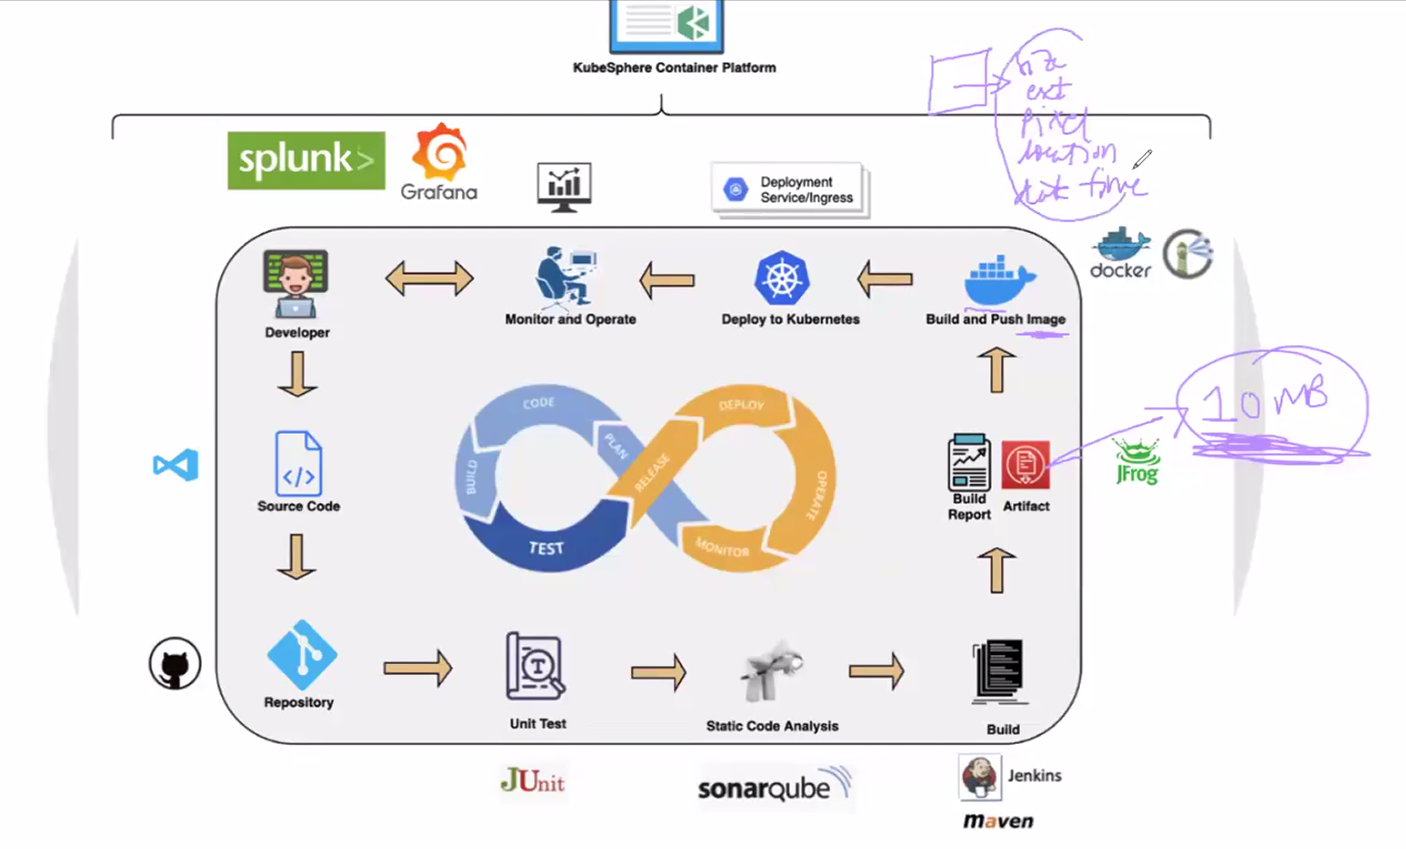 KubeSphere Container Platform
size
ext
Pixel
location
date time
splunk>
Grafana
Deployment
Service/Ingress
docker
Developer
Monitor and Operate
Deploy to Kubernetes
Build and Push Image
10 MB
CODE
PLAN
BUILD
TEST
RELEASE
DEPLOY
OPERATE
MONITOR
</>
Source Code
Build
Report
Artifact
JFrog
Repository
T
Unit Test
Static Code Analysis
Build
JUnit
sonarqube
Jenkins
maven